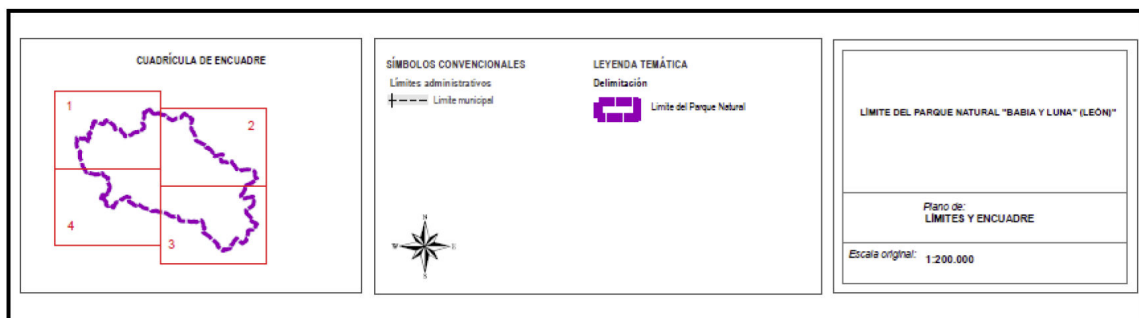 CUADRÍCULA DE ENCUADRE
1
2
4
3
SÍMBOLOS CONVENCIONALES
Límites administrativos
Límite municipal
LEYENDA TEMÁTICA
Delimitación
Límite del Parque Natural
N
W
E
S
LÍMITE DEL PARQUE NATURAL "BABIA Y LUNA" (LEÓN)"
Plano de:
LÍMITES Y ENCUADRE
Escala original: 1:200.000